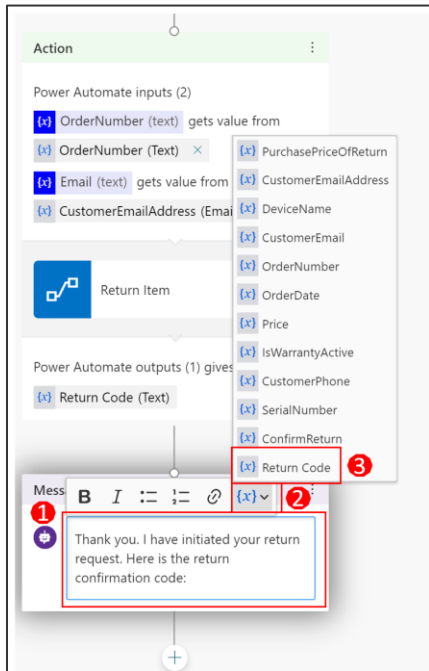 Action
Power Automate inputs (2)
{x} OrderNumber (text) gets value from
{x} OrderNumber (Text) ×
{x} Email (text) gets value from
{x} CustomerEmailAddress (Emai
Return Item
Power Automate outputs (1) gives
{x} Return Code (Text)
{x} PurchasePriceOfReturn
{x} CustomerEmailAddress
{x} DeviceName
{x} CustomerEmail
{x} OrderNumber
{x} OrderDate
{x} Price
{x} IsWarrantyActive
{x} CustomerPhone
{x} SerialNumber
{x} ConfirmReturn
{x} Return Code 3
Mess B I {x} 2
1
Thank you. I have initiated your return
request. Here is the return
confirmation code: